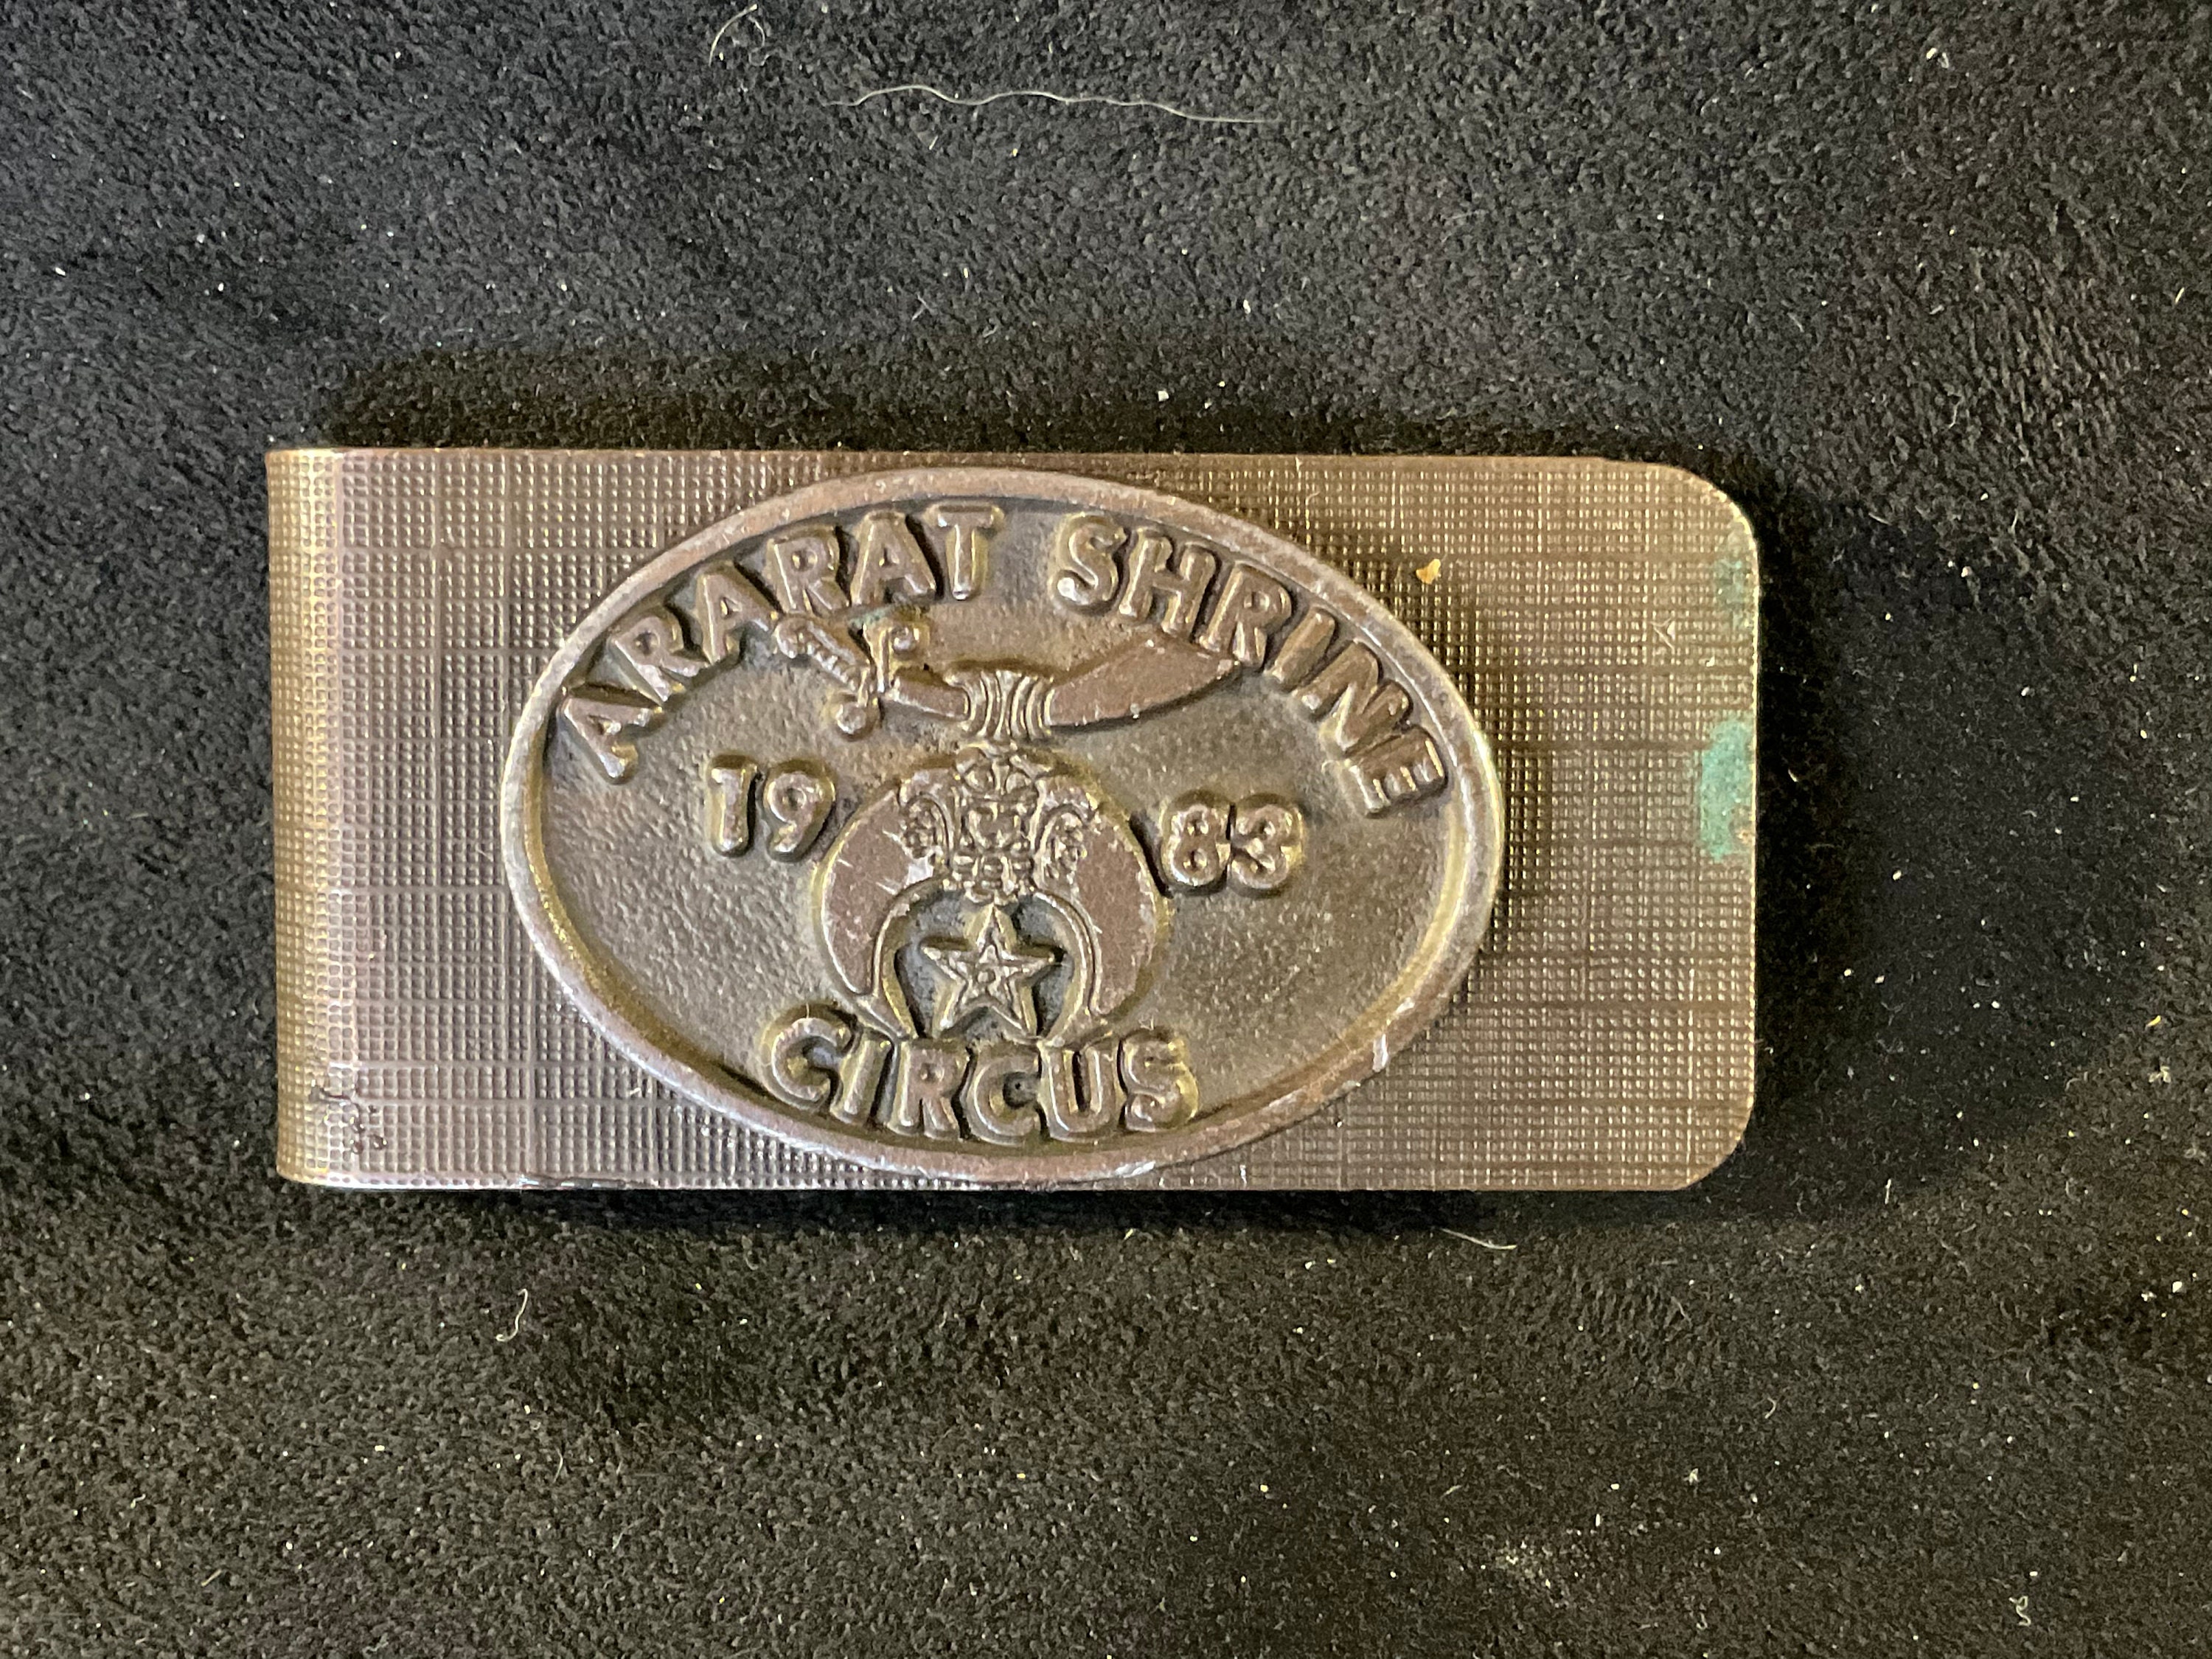 ARARAT SHRINE
19 83
CIRCUS